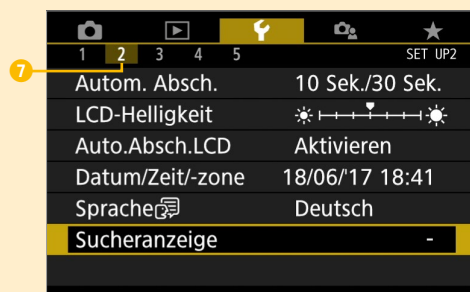 1 2 3 4 5 SET UP2
7
Autom. Absch. 10 Sek./30 Sek.
LCD-Helligkeit
Auto.Absch.LCD Aktivieren
Datum/Zeit/-zone 18/06/'17 18:41
Sprache Deutsch
Sucheranzeige -